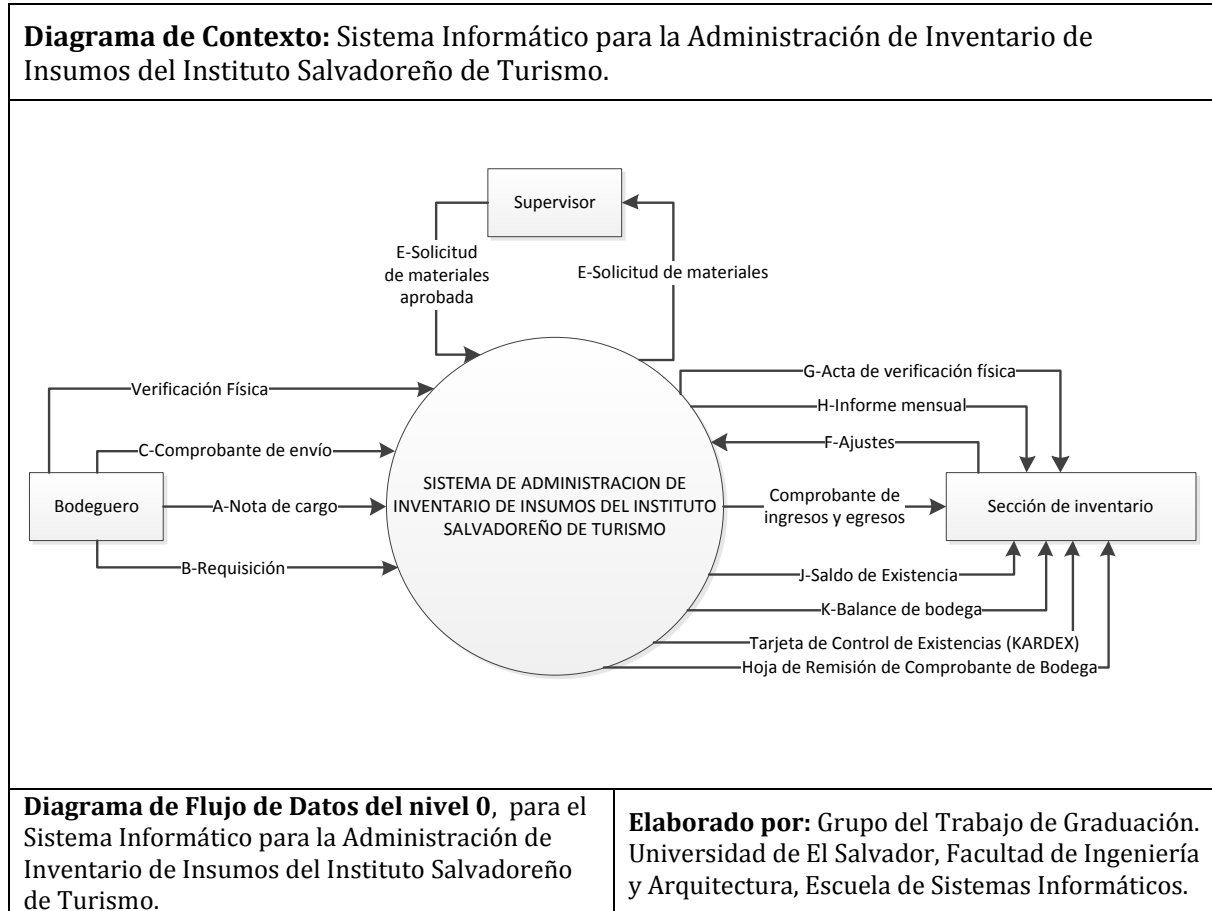 Diagrama de Contexto: Sistema Informático para la Administración de Inventario de
Insumos del Instituto Salvadoreño de Turismo.
Supervisor
E-Solicitud
de materiales
aprobada
E-Solicitud de materiales
Verificación Física
C-Comprobante de envío
Bodeguero
A-Nota de cargo
B-Requisición
SISTEMA DE ADMINISTRACION DE
INVENTARIO DE INSUMOS DEL INSTITUTO
SALVADOREÑO DE TURISMO
G-Acta de verificación física
H-Informe mensual
F-Ajustes
Comprobante de
ingresos y egresos
Sección de inventario
J-Saldo de Existencia
K-Balance de bodega
Tarjeta de Control de Existencias (KARDEX)
Hoja de Remisión de Comprobante de Bodega
Diagrama de Flujo de Datos del nivel 0, para el
Sistema Informático para la Administración de
Inventario de Insumos del Instituto Salvadoreño
de Turismo.
Elaborado por: Grupo del Trabajo de Graduación.
Universidad de El Salvador, Facultad de Ingeniería
y Arquitectura, Escuela de Sistemas Informáticos.